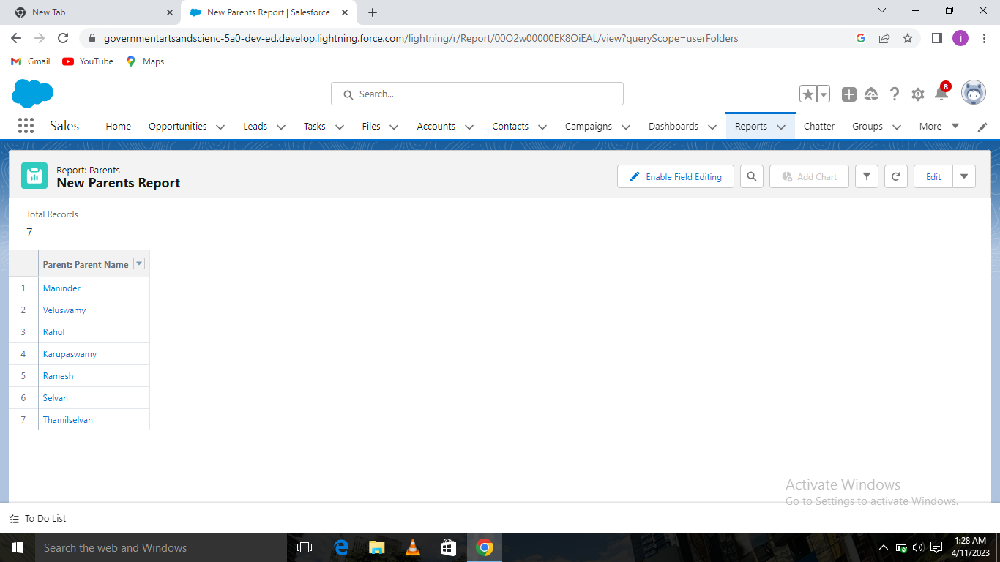 New Tab
New Parents Report | Salesforce
governmentartsandscienc-5a0-dev-ed.develop.lightning.force.com/lightning/r/Report/00O2w00000EK8OiEAL/view?queryScope=userFolders
j
Gmail
YouTube
Maps
Search...
8
Sales
Home
Opportunities
Leads
Tasks
Files
Accounts
Contacts
Campaigns
Dashboards
Reports
Chatter
Groups
More
Report: Parents
New Parents Report
Enable Field Editing
Add Chart
Edit
Total Records
7
Parent: Parent Name
1 Maninder
2 Veluswamy
3 Rahul
4 Karupaswamy
5 Ramesh
6 Selvan
7 Thamilselvan
Activate Windows
Go to Settings to activate Windows.
To Do List
Search the web and Windows
1:28 AM
4/11/2023